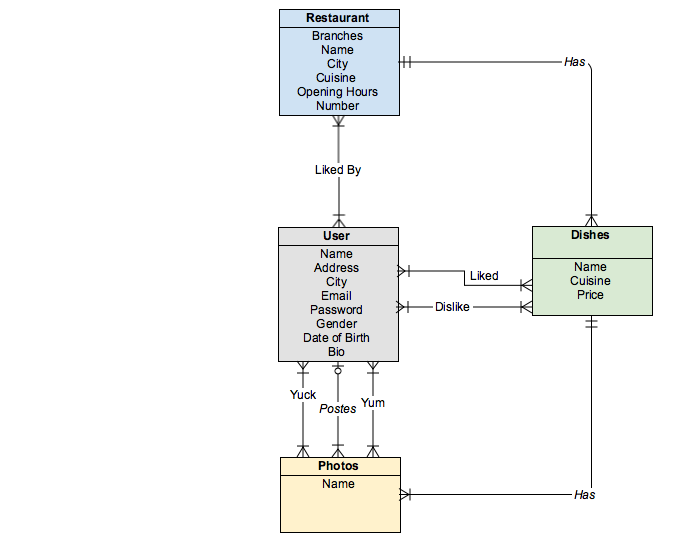 Restaurant
Branches
Name
City
Cuisine
Opening Hours
Number
Has
Liked By
User
Name
Address
City
Email
Password
Gender
Date of Birth
Bio
Liked
Dislike
Dishes
Name
Cuisine
Price
Yuck
Postes
Yum
Photos
Name
Has